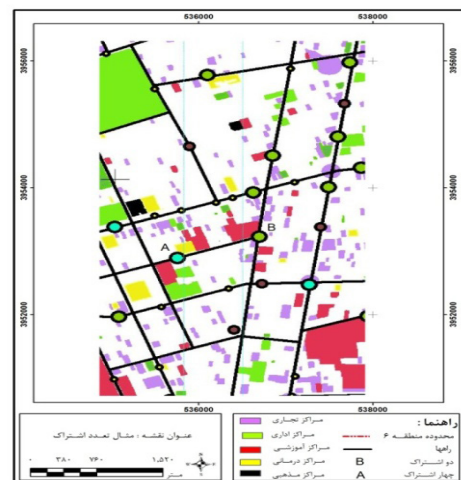 536000 538000
3956000 3956000
3954000 3954000
B
A
3952000 3952000
536000 538000
عنوان نقشه : مثال تعدد اشتراک
۰ ۳۸۰ ۷۶۰ ۱,۵۲۰
متر
راهنما :
محدوده منطقه ۶
راهها
دو اشتراک B
چهار اشتراک A
مراکز تجاری
مراکز اداری
مراکز آموزشی
مراکز درمانی
مراکز مذهبی